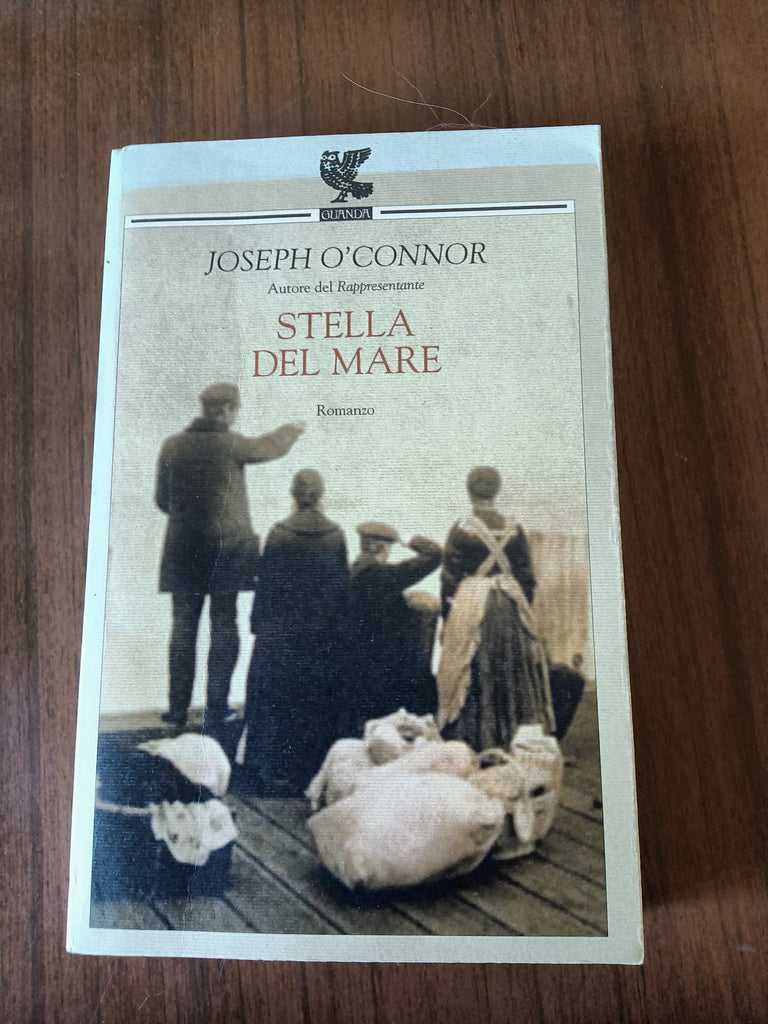 GUANDA
JOSEPH O'CONNOR
Autore del Rappresentante
STELLA
DEL MARE
Romanzo